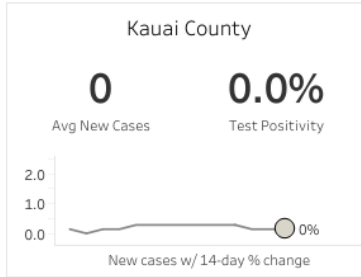 Kauai County
0 0.0%
Avg New Cases Test Positivity
2.0
1.0
0.0
0%
New cases w/ 14-day % change